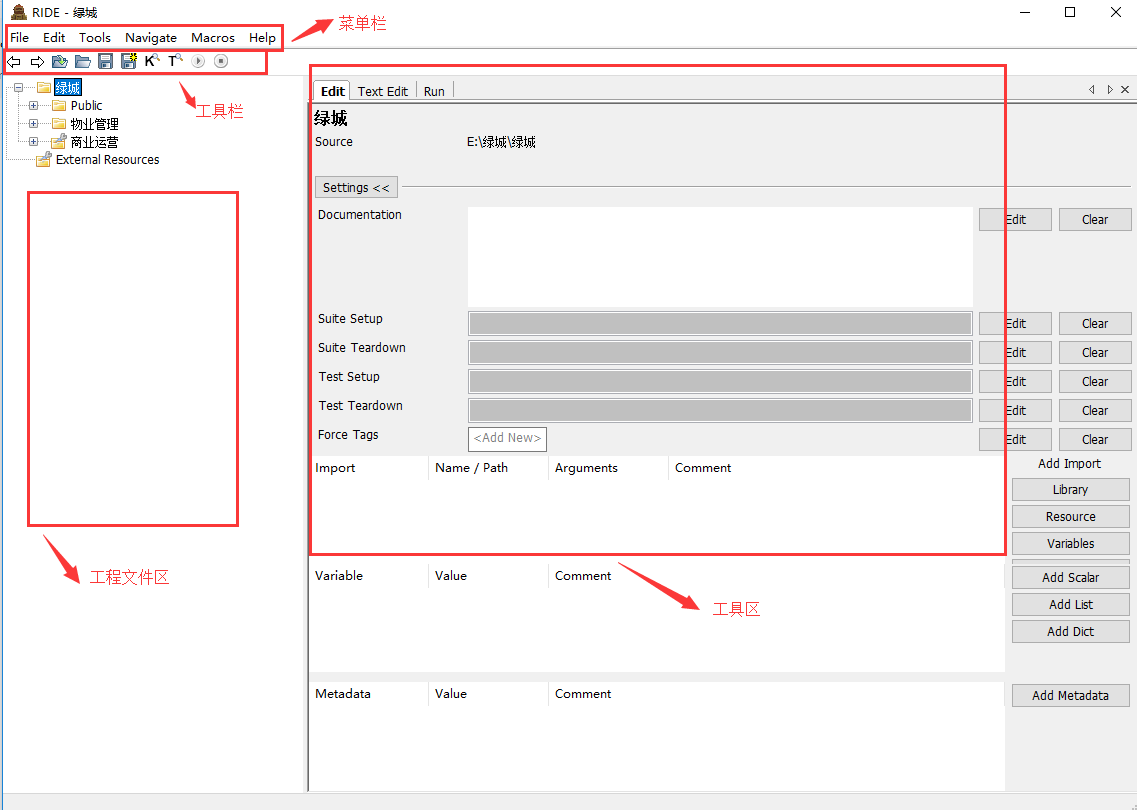 RIDE - 绿城
File Edit Tools Navigate Macros Help
菜单栏
K T
工具栏
绿城
Public
物业管理
商业运营
External Resources
工程文件区
Edit Text Edit Run
绿城
Source E:\绿城\绿城
Settings <<
Documentation Edit Clear
Suite Setup Edit Clear
Suite Teardown Edit Clear
Test Setup Edit Clear
Test Teardown Edit Clear
Force Tags <Add New> Edit Clear
Import Name / Path Arguments Comment Add Import
Library
Resource
Variables
Variable Value Comment Add Scalar
Add List
Add Dict
工具区
Metadata Value Comment Add Metadata